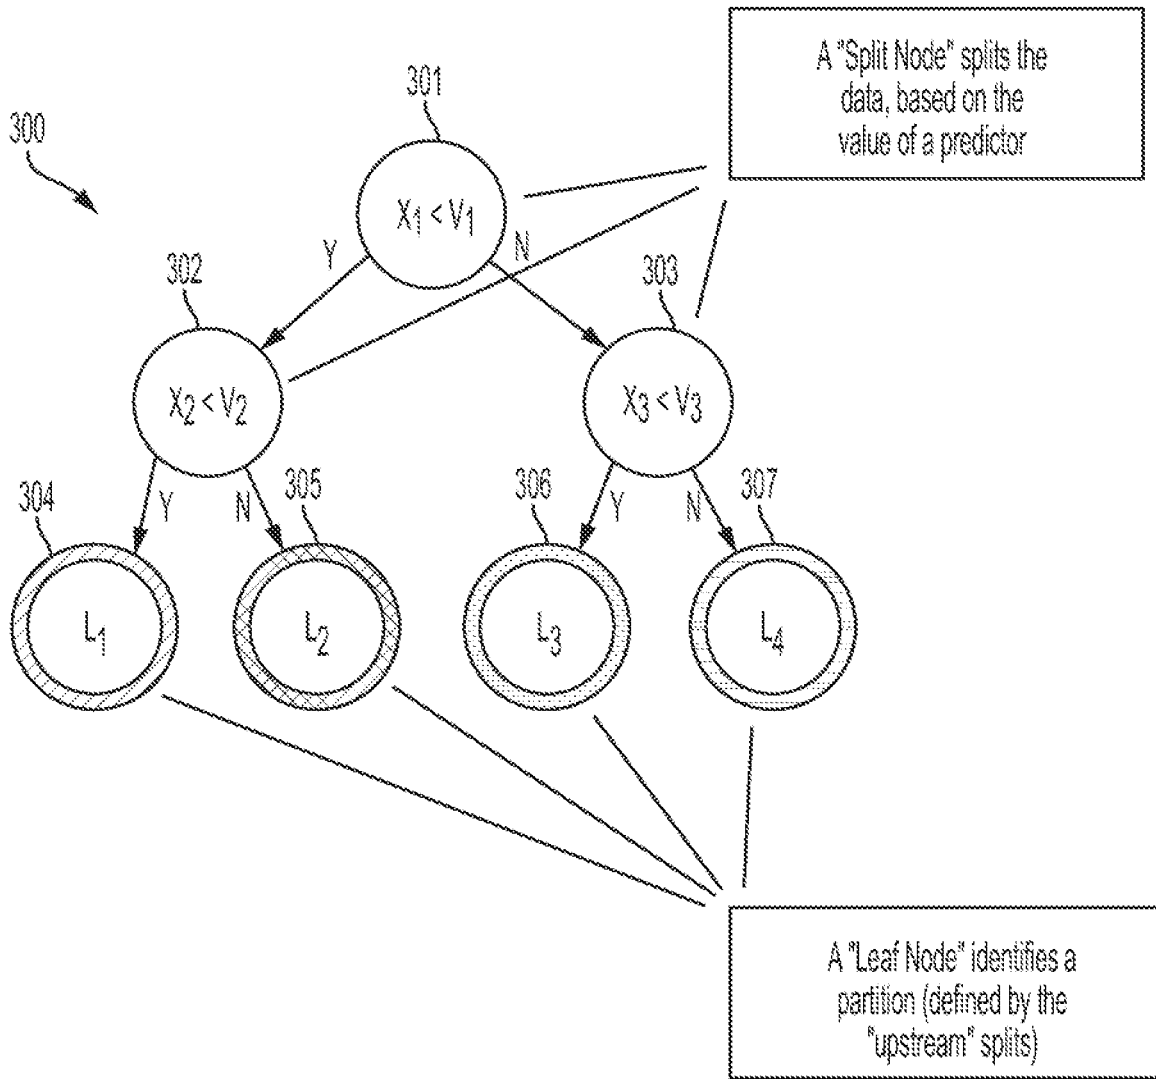 A "Split Node" splits the
data, based on the
value of a predictor
300
301
X₁ < V₁
Y
N
302
303
X₂ < V₂
X₃ < V₃
Y
N
Y
N
304
305
306
307
L₁
L₂
L₃
L₄
A "Leaf Node" identifies a
partition (defined by the
"upstream" splits)